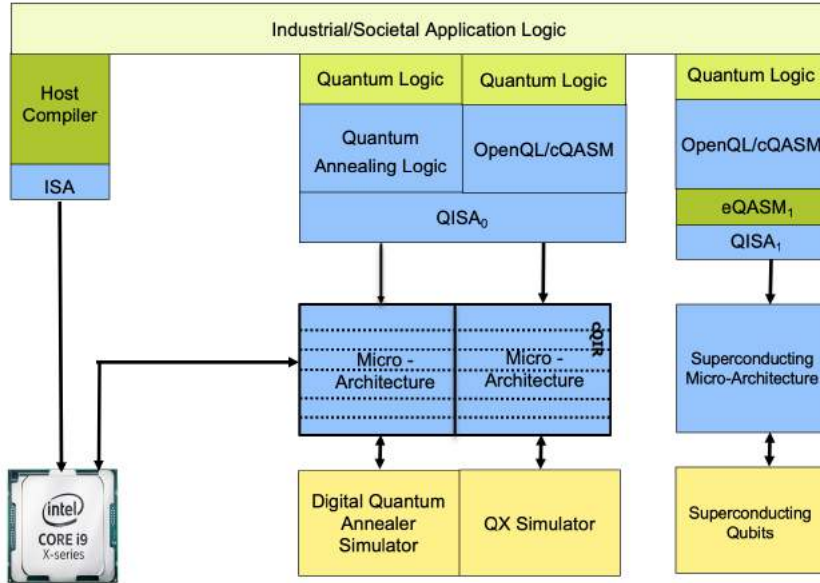 Industrial/Societal Application Logic
Host
Compiler
ISA
Quantum Logic
Quantum Logic
Quantum
Annealing Logic
OpenQL/cQASM
QISA₀
Quantum Logic
OpenQL/cQASM
eQASM₁
QISA₁
cQIR
Micro -
Architecture
Micro -
Architecture
Superconducting
Micro-Architecture
intel
CORE i9
X-series
Digital Quantum
Annealer
Simulator
QX Simulator
Superconducting
Qubits